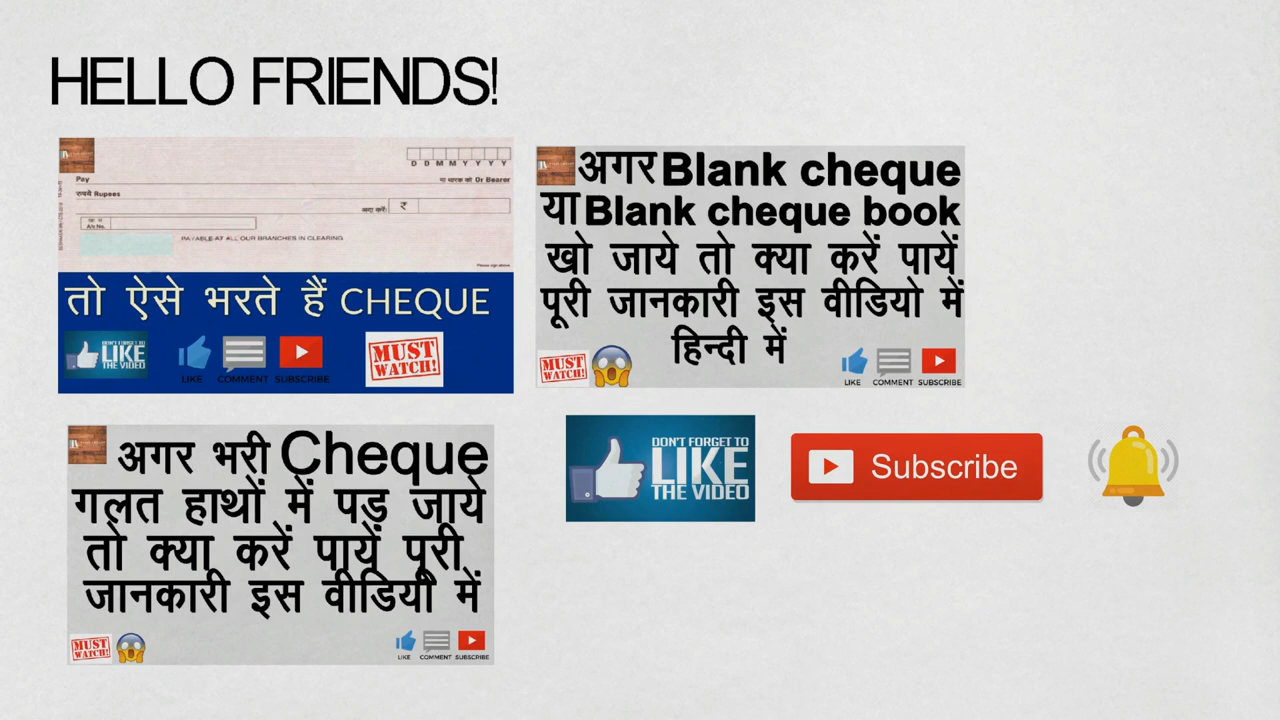 HELLO FRIENDS!
D D M M Y Y Y Y
Pay
या धारक को Or Bearer
रुपये Rupees
अदा करें ₹
A/c No.
PAYABLE AT ALL OUR BRANCHES IN CLEARING
Please sign above
तो ऐसे भरते हैं CHEQUE
DON'T FORGET TO
LIKE
THE VIDEO
LIKE COMMENT SUBSCRIBE
MUST
WATCH!
अगर Blank cheque
या Blank cheque book
खो जाये तो क्या करें पायें
पूरी जानकारी इस वीडियो में
हिन्दी में
MUST
WATCH!
LIKE COMMENT SUBSCRIBE
अगर भरी Cheque
गलत हाथों में पड़ जाये
तो क्या करें पायें पूरी
जानकारी इस वीडियो में
MUST
WATCH!
LIKE COMMENT SUBSCRIBE
DON'T FORGET TO
LIKE
THE VIDEO
Subscribe